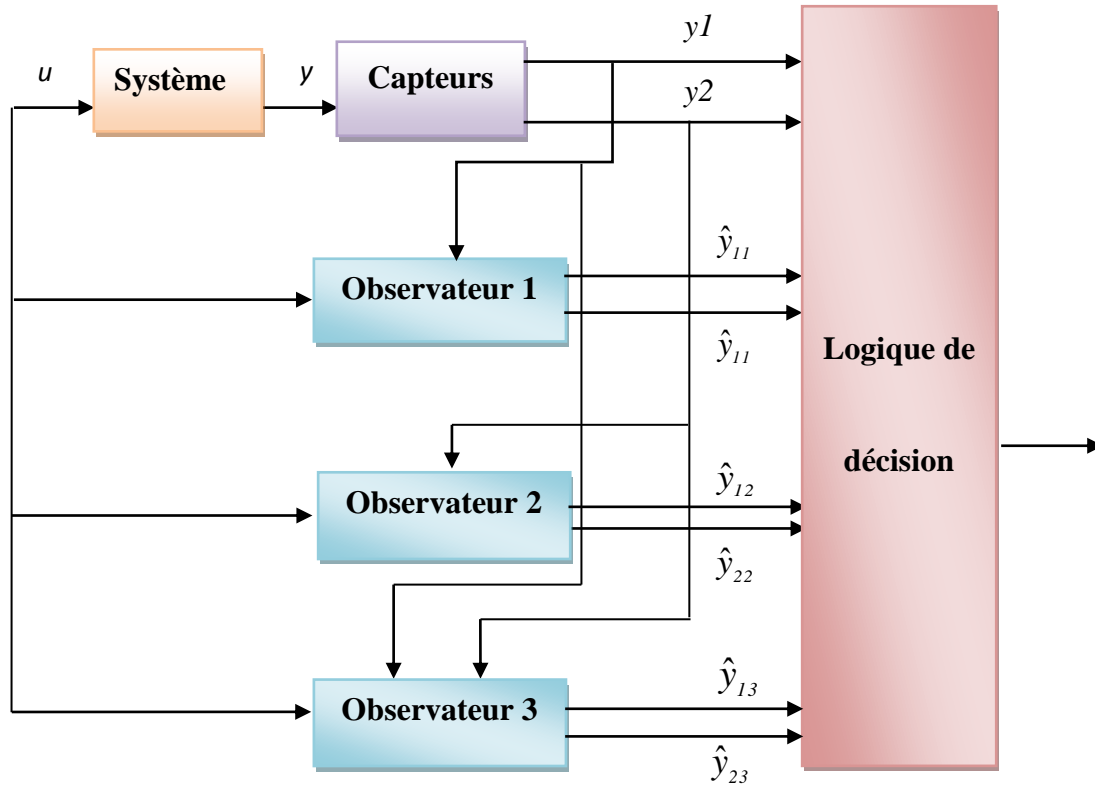 y1
u
Système
y
Capteurs
y2
ŷ₁₁
Observateur 1
ŷ₁₁
Logique de
décision
Observateur 2
ŷ₁₂
ŷ₂₂
Observateur 3
ŷ₁₃
ŷ₂₃